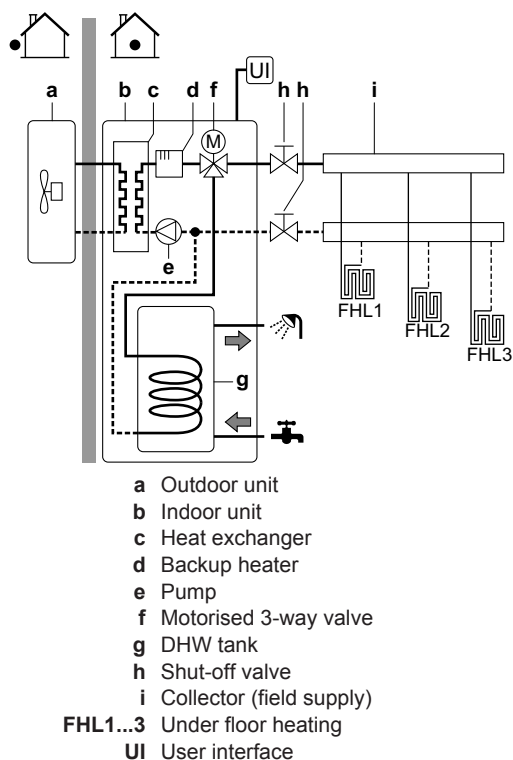 UI
a b c d f h h i
M
e
FHL1
FHL2
FHL3
g
a Outdoor unit
b Indoor unit
c Heat exchanger
d Backup heater
e Pump
f Motorised 3-way valve
g DHW tank
h Shut-off valve
i Collector (field supply)
FHL1...3 Under floor heating
UI User interface